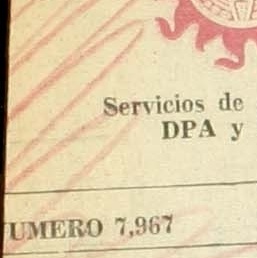 Servicios de
DPA y
UMERO 7,967